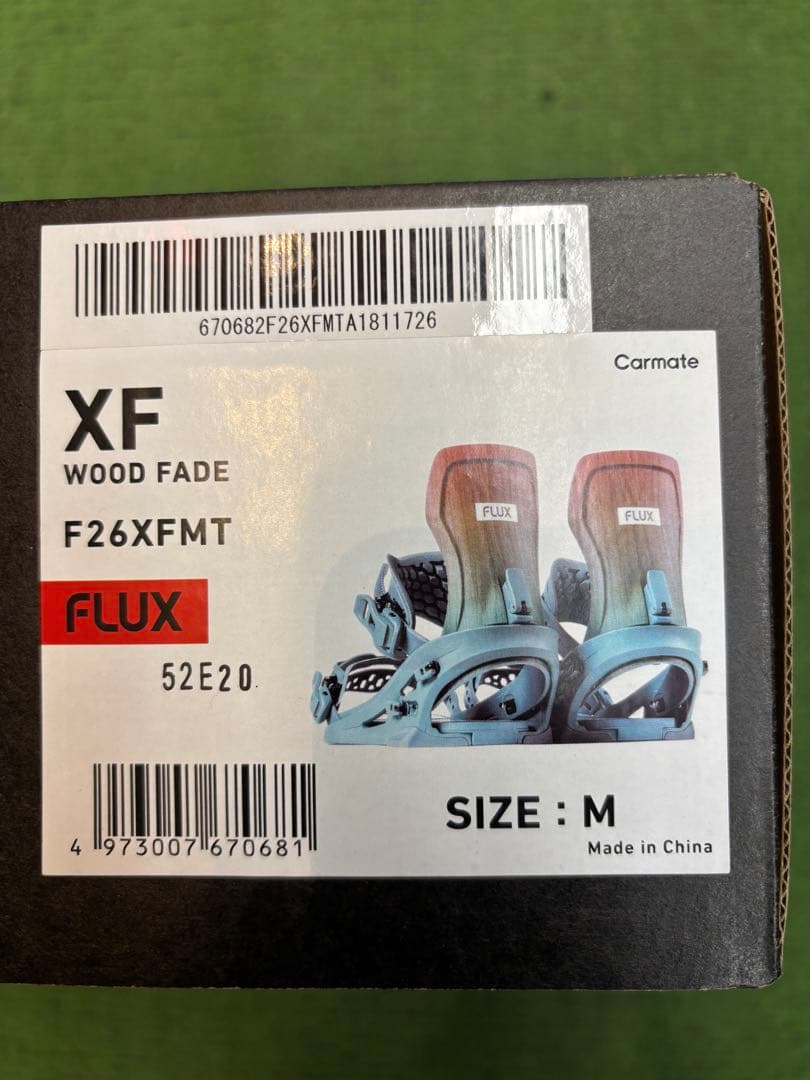 670682F26XFMTA1811726
Carmate
XF
WOOD FADE
F26XFMT
FLUX
FLUX
FLUX
52E20.
4 973007 670681
SIZE : M
Made in China